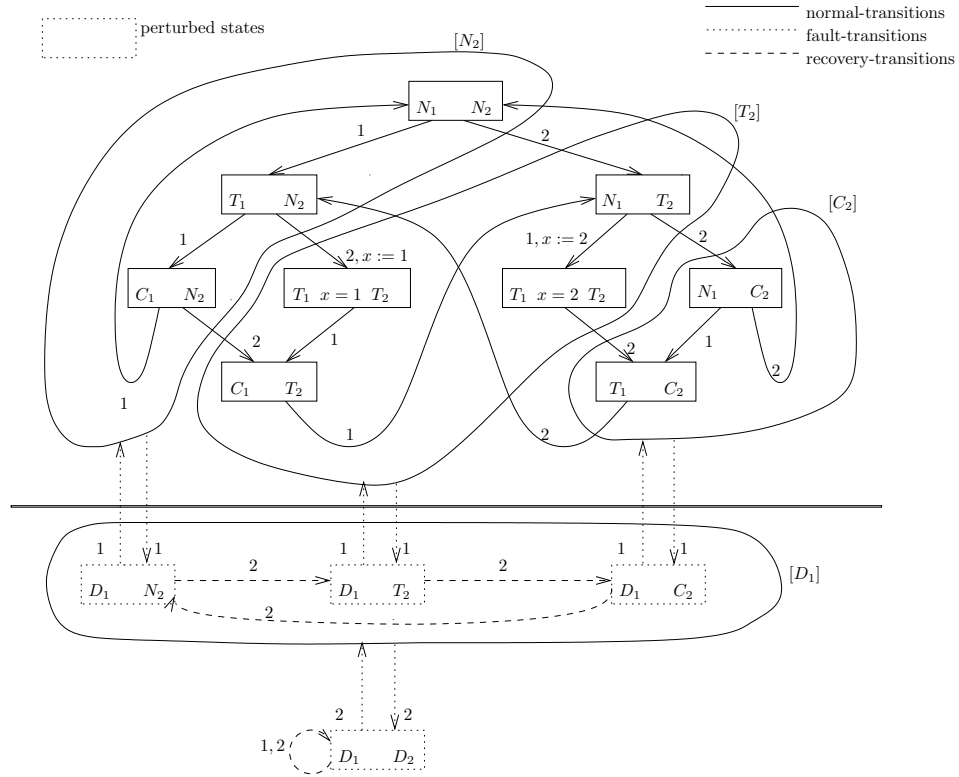 normal-transitions
perturbed states
fault-transitions
[N₂]
recovery-transitions
N₁ N₂
[T₂]
1
2
T₁ N₂
N₁ T₂
[C₂]
1
2, x := 1
1, x := 2
2
C₁ N₂
T₁ x = 1 T₂
T₁ x = 2 T₂
N₁ C₂
2
1
2
1
2
C₁ T₂
T₁ C₂
1
1
2
1
1
1
1
1
1
2
2
[D₁]
D₁ N₂
D₁ T₂
D₁ C₂
2
2
2
1, 2
D₁ D₂